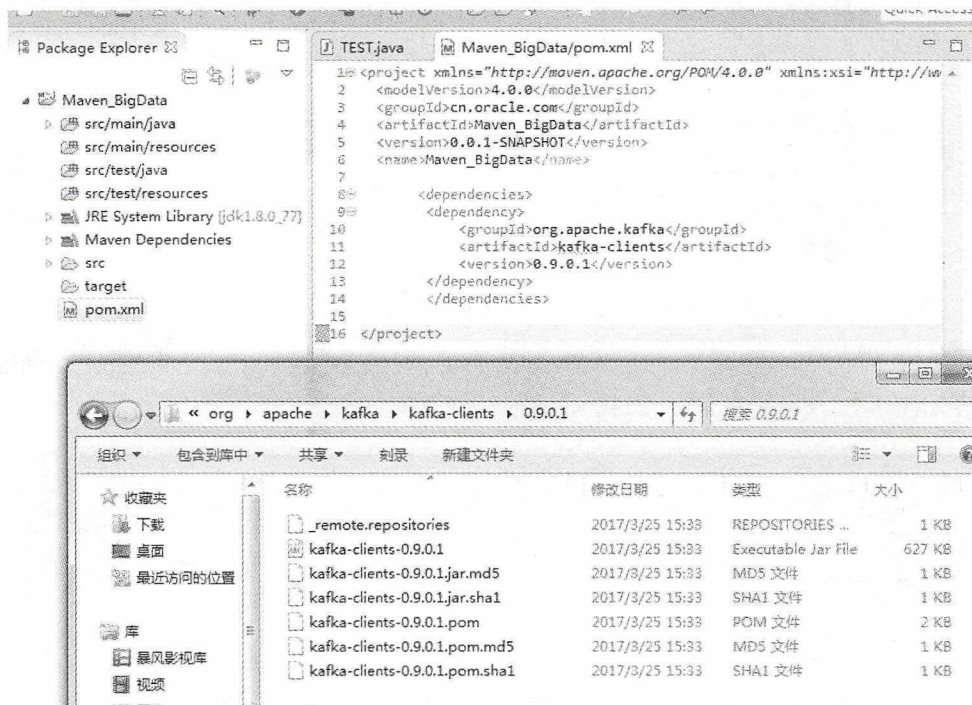 Quick Access
Package Explorer
TEST.java
Maven_BigData/pom.xml
Maven_BigData
src/main/java
src/main/resources
src/test/java
src/test/resources
JRE System Library [jdk1.8.0_77]
Maven Dependencies
src
target
pom.xml
1 <project xmlns="http://maven.apache.org/POM/4.0.0" xmlns:xsi="http://ww
2 <modelVersion>4.0.0</modelVersion>
3 <groupId>cn.oracle.com</groupId>
4 <artifactId>Maven_BigData</artifactId>
5 <version>0.0.1-SNAPSHOT</version>
6 <name>Maven_BigData</name>
7
8 <dependencies>
9 <dependency>
10 <groupId>org.apache.kafka</groupId>
11 <artifactId>kafka-clients</artifactId>
12 <version>0.9.0.1</version>
13 </dependency>
14 </dependencies>
15
16 </project>
« org ▸ apache ▸ kafka ▸ kafka-clients ▸ 0.9.0.1
搜索 0.9.0.1
组织 包含到库中 共享 刻录 新建文件夹
收藏夹
下载
桌面
最近访问的位置
库
暴风影视库
视频
名称 修改日期 类型 大小
_remote.repositories 2017/3/25 15:33 REPOSITORIES ... 1 KB
kafka-clients-0.9.0.1 2017/3/25 15:33 Executable Jar File 627 KB
kafka-clients-0.9.0.1.jar.md5 2017/3/25 15:33 MD5 文件 1 KB
kafka-clients-0.9.0.1.jar.sha1 2017/3/25 15:33 SHA1 文件 1 KB
kafka-clients-0.9.0.1.pom 2017/3/25 15:33 POM 文件 2 KB
kafka-clients-0.9.0.1.pom.md5 2017/3/25 15:33 MD5 文件 1 KB
kafka-clients-0.9.0.1.pom.sha1 2017/3/25 15:33 SHA1 文件 1 KB